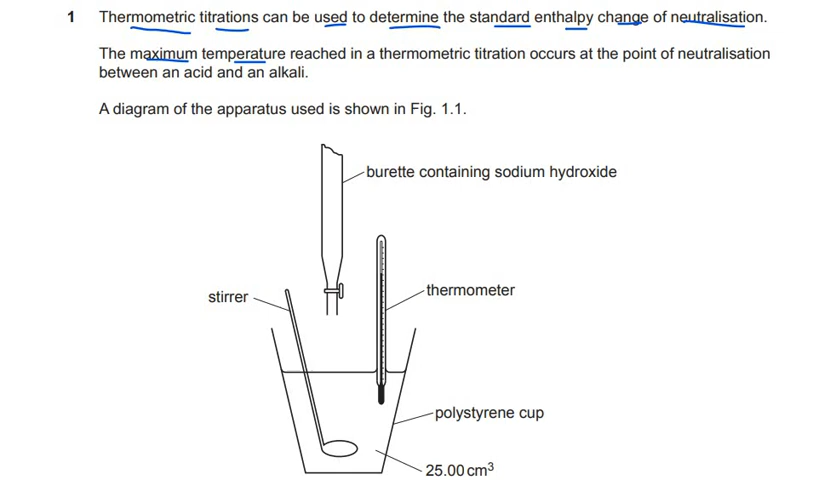 1 Thermometric titrations can be used to determine the standard enthalpy change of neutralisation.
The maximum temperature reached in a thermometric titration occurs at the point of neutralisation
between an acid and an alkali.
A diagram of the apparatus used is shown in Fig. 1.1.
burette containing sodium hydroxide
stirrer
thermometer
polystyrene cup
25.00 cm³